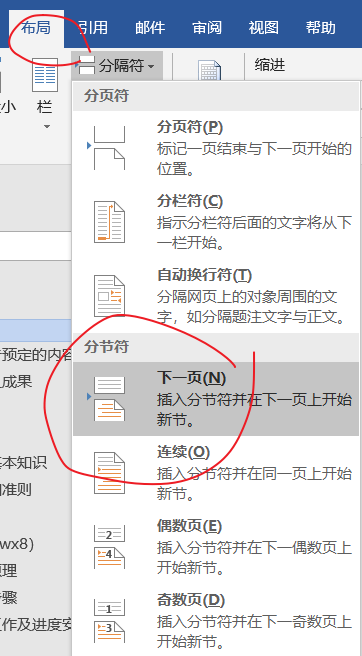 布局 引用 邮件 审阅 视图 帮助
分隔符 缩进
小 栏
分页符
分页符(P)
标记一页结束与下一页开始的
位置。
分栏符(C)
指示分栏符后面的文字将从下
一栏开始。
自动换行符(T)
分隔网页上的对象周围的文
字，如分隔题注文字与正文。
分节符
预定的内容
成果
下一页(N)
插入分节符并在下一页上开始
新节。
连续(O)
插入分节符并在同一页上开始
新节。
基本知识
准则
偶数页(E)
插入分节符并在下一偶数页上
开始新节。
wx8)
原理
步骤
奇数页(D)
插入分节符并在下一奇数页上
开始新节。
作及进度安